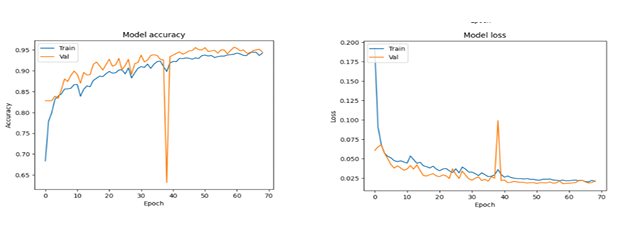 Model accuracy
Train
Val
0.95
0.90
0.85
0.80
0.75
0.70
0.65
Accuracy
0 10 20 30 40 50 60 70
Epoch
Model loss
Train
Val
0.200
0.175
0.150
0.125
0.100
0.075
0.050
0.025
Loss
0 10 20 30 40 50 60 70
Epoch